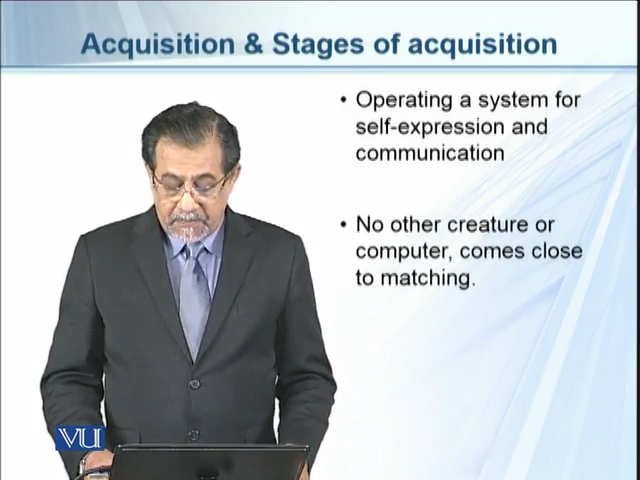 Acquisition & Stages of acquisition
• Operating a system for
self-expression and
communication
• No other creature or
computer, comes close
to matching.
VU